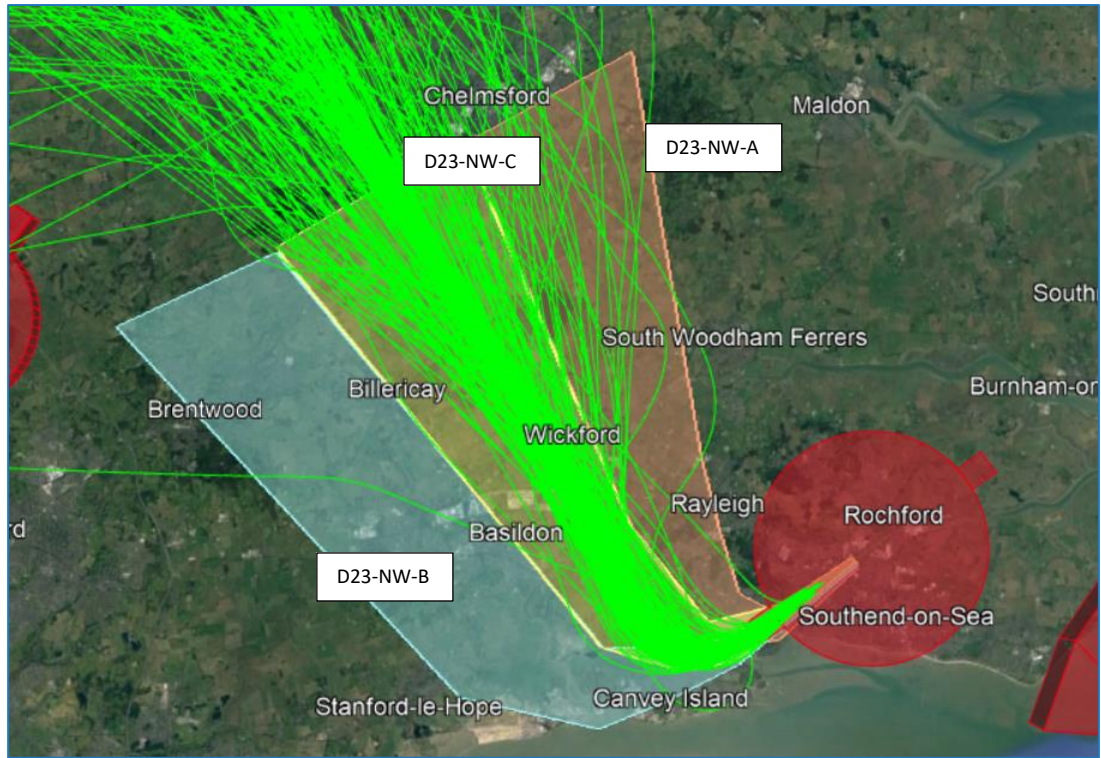 Chelmsford
Maldon
D23-NW-C
D23-NW-A
South
South Woodham Ferrers
Billericay
Burnham-on
Brentwood
Wickford
Rayleigh
Rochford
rd
Basildon
D23-NW-B
Southend-on-Sea
Canvey Island
Stanford-le-Hope